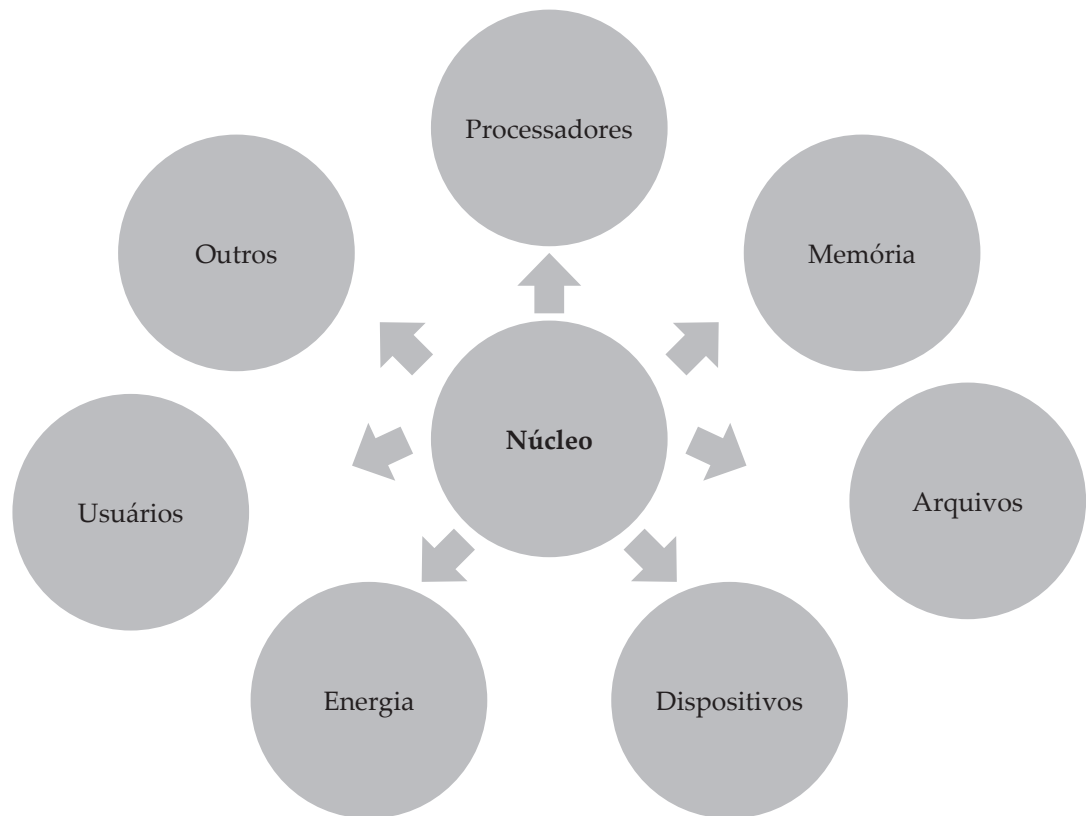 Processadores
Outros
Memória
Núcleo
Usuários
Arquivos
Energia
Dispositivos